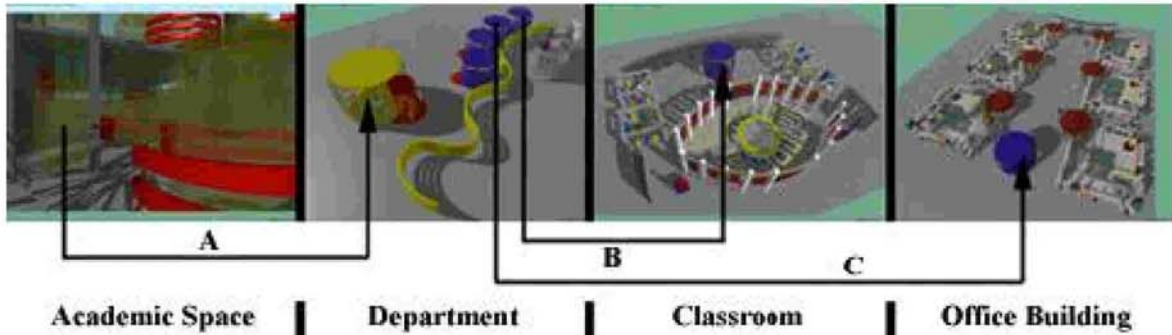 A
B
C
Academic Space
Department
Classroom
Office Building